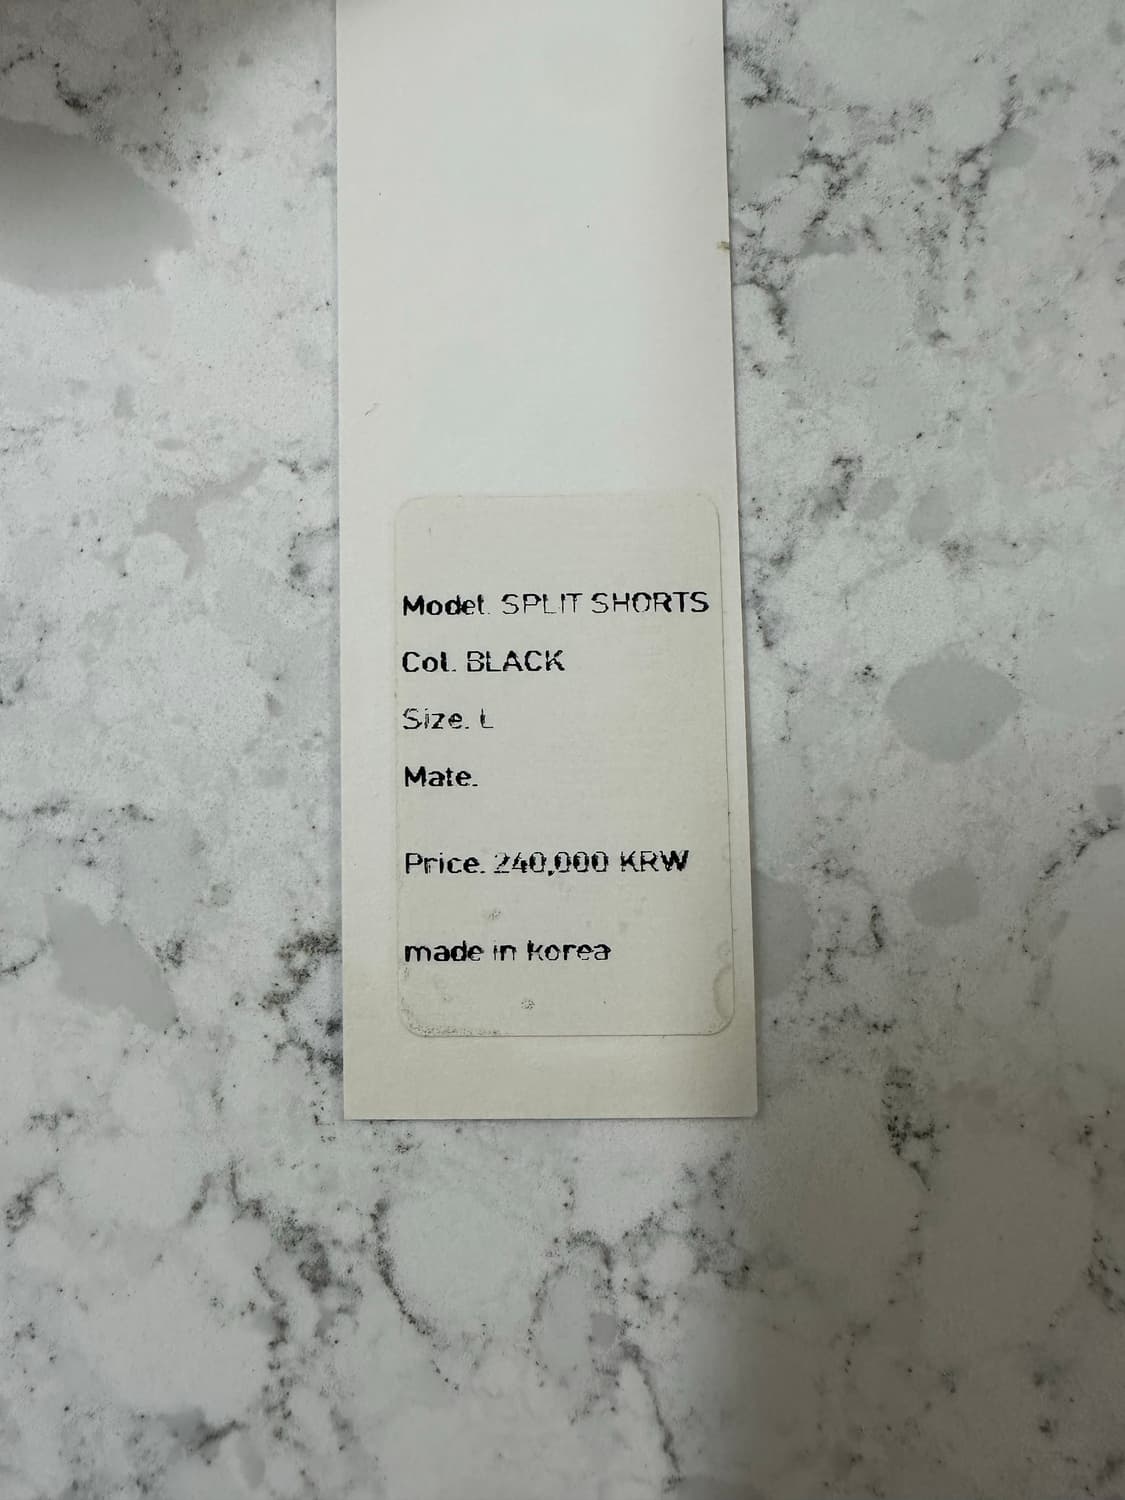 Model. SPLIT SHORTS
Col. BLACK
Size. L
Mate.
Price. 240,000 KRW
made in korea